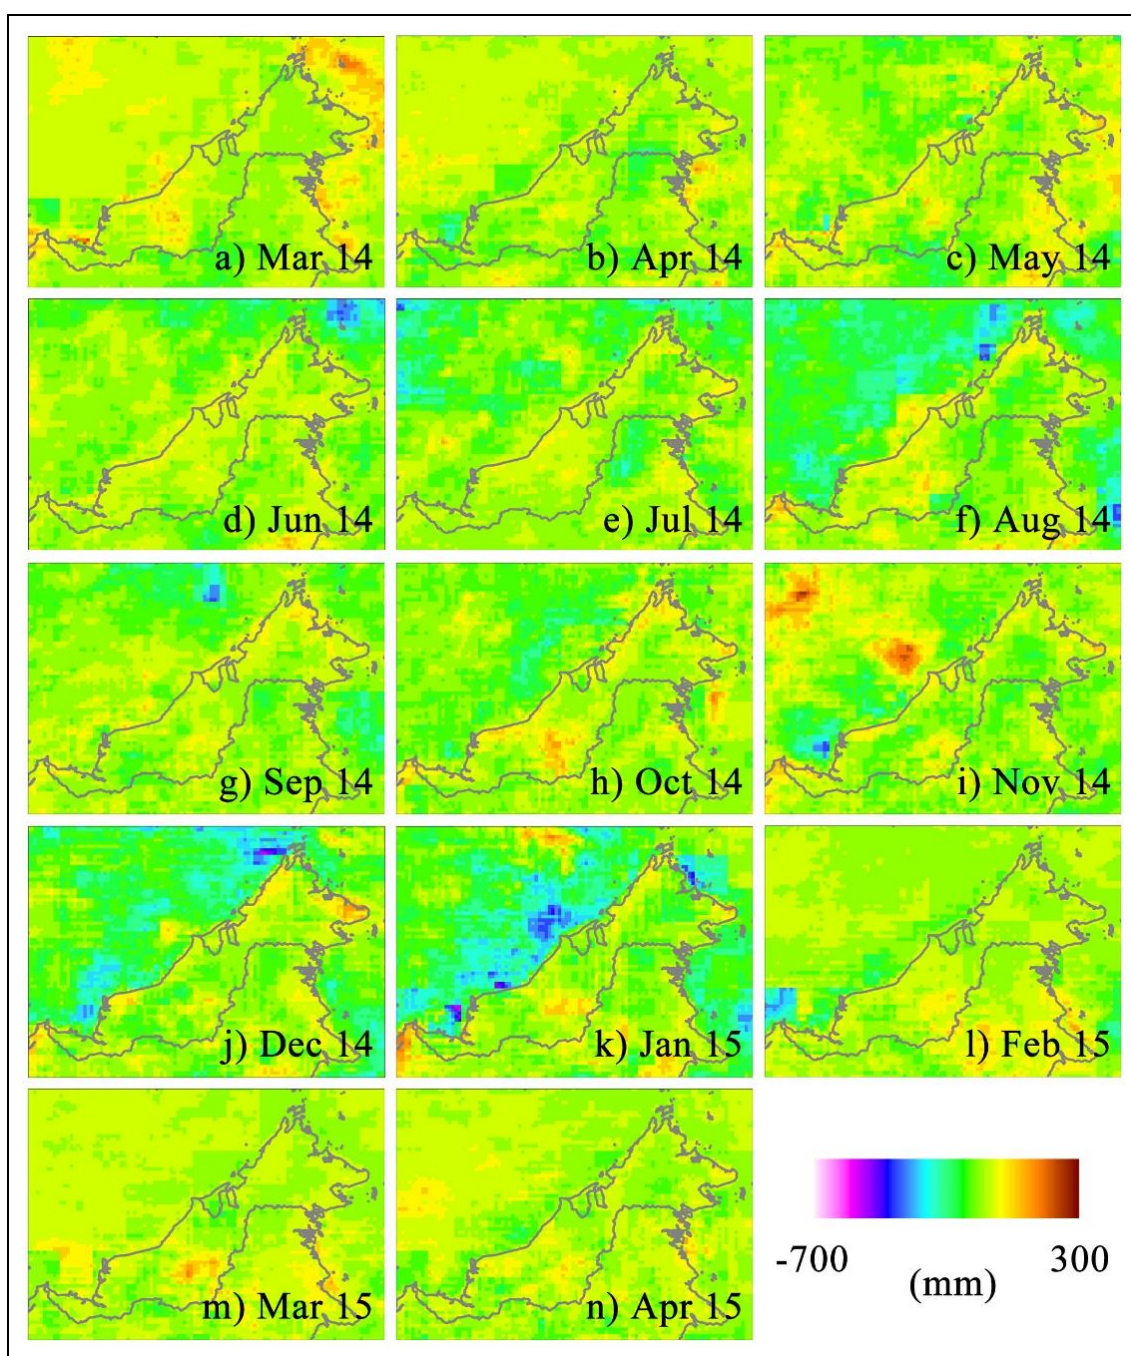 a) Mar 14
b) Apr 14
c) May 14
d) Jun 14
e) Jul 14
f) Aug 14
g) Sep 14
h) Oct 14
i) Nov 14
j) Dec 14
k) Jan 15
l) Feb 15
m) Mar 15
n) Apr 15
-700
300
(mm)